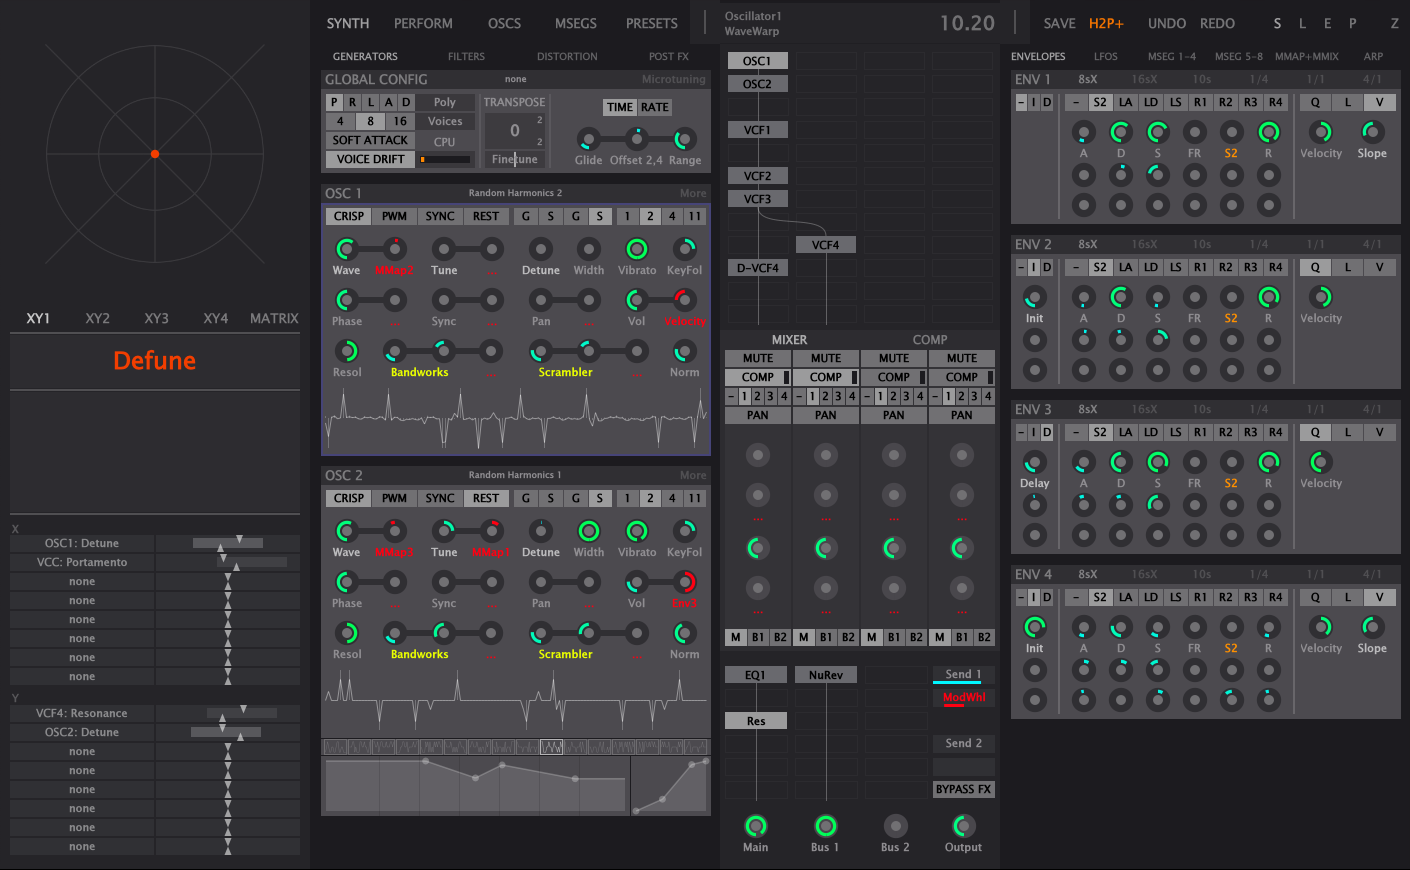 SYNTH PERFORM OSCS MSEGS PRESETS
Oscillator1
WaveWarp
10.20
SAVE H2P+ UNDO REDO S L E P Z
GENERATORS FILTERS DISTORTION POST FX
GLOBAL CONFIG none Microtuning
P R L A D Poly
4 8 16 Voices
SOFT ATTACK CPU
VOICE DRIFT
TRANSPOSE
2
0
2
Finetune
TIME RATE
Glide Offset 2,4 Range
OSC 1 Random Harmonics 2 More
CRISP PWM SYNC REST G S G S 1 2 4 11
Wave MMap2 Tune ... Detune Width Vibrato KeyFol
Phase ... Sync ... Pan ... Vol Velocity
Resol Bandworks ... Scrambler ... Norm
OSC 2 Random Harmonics 1 More
CRISP PWM SYNC REST G S G S 1 2 4 11
Wave MMap3 Tune MMap1 Detune Width Vibrato KeyFol
Phase ... Sync ... Pan ... Vol Env3
Resol Bandworks ... Scrambler ... Norm
XY1 XY2 XY3 XY4 MATRIX
Defune
X
OSC1: Detune
VCC: Portamento
none
none
none
none
none
none
Y
VCF4: Resonance
OSC2: Detune
none
none
none
none
none
none
OSC1
OSC2
VCF1
VCF2
VCF3
VCF4
D-VCF4
MIXER COMP
MUTE MUTE MUTE MUTE
COMP COMP COMP COMP
- 1 2 3 4 - 1 2 3 4 - 1 2 3 4 - 1 2 3 4
PAN PAN PAN PAN
... ... ... ...
... ... ... ...
M B1 B2 M B1 B2 M B1 B2 M B1 B2
EQ1 NuRev Send 1
ModWhl
Res
Send 2
BYPASS FX
Main Bus 1 Bus 2 Output
ENVELOPES LFOS MSEG 1-4 MSEG 5-8 MMAP+MMIX ARP
ENV 1 8sX 16sX 10s 1/4 1/1 4/1
- I D - S2 LA LD LS R1 R2 R3 R4 Q L V
A D S FR S2 R Velocity Slope
ENV 2 8sX 16sX 10s 1/4 1/1 4/1
- I D - S2 LA LD LS R1 R2 R3 R4 Q L V
Init A D S FR S2 R Velocity
ENV 3 8sX 16sX 10s 1/4 1/1 4/1
- I D - S2 LA LD LS R1 R2 R3 R4 Q L V
Delay A D S FR S2 R Velocity
ENV 4 8sX 16sX 10s 1/4 1/1 4/1
- I D - S2 LA LD LS R1 R2 R3 R4 Q L V
Init A D S FR S2 R Velocity Slope